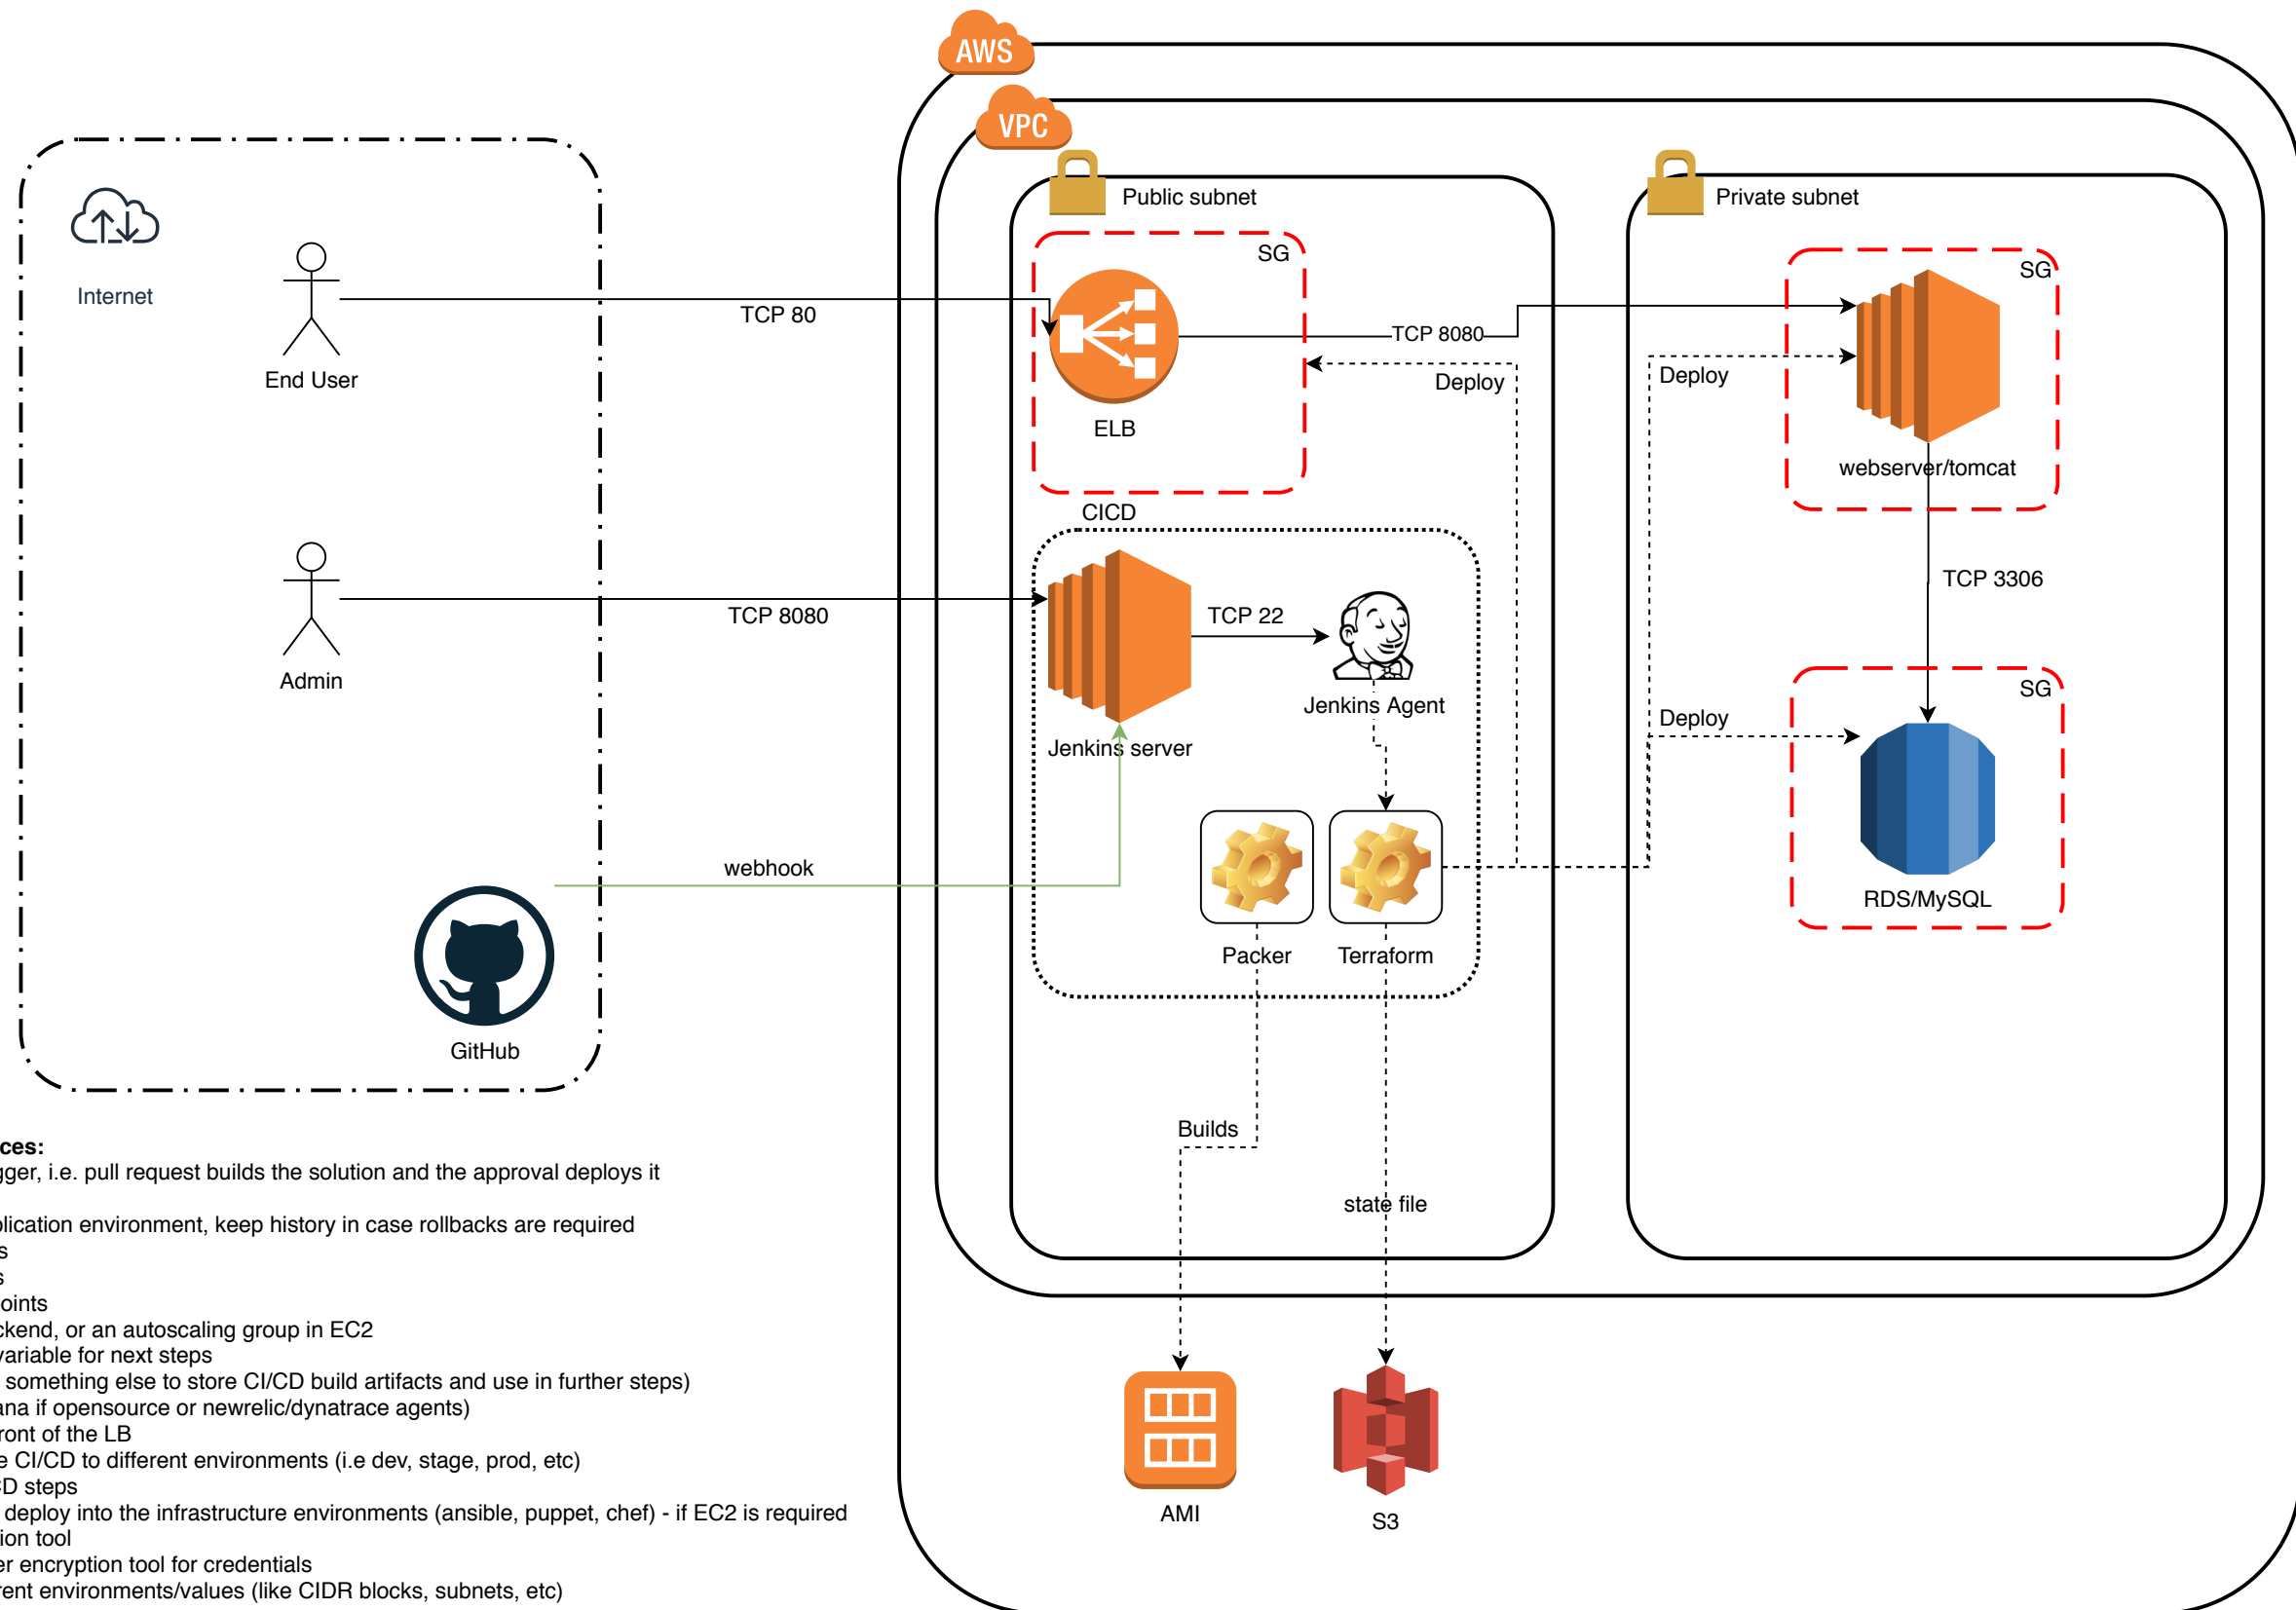 AWS
VPC
Public subnet
Private subnet
SG
SG
Internet
TCP 80
TCP 8080
End User
Deploy
Deploy
ELB
webserver/tomcat
CICD
TCP 3306
TCP 8080
TCP 22
Admin
SG
Jenkins Agent
Deploy
Jenkins server
webhook
RDS/MySQL
Packer
Terraform
GitHub
Builds
state file
AMI
S3
ces:
gger, i.e. pull request builds the solution and the approval deploys it
plication environment, keep history in case rollbacks are required
s
s
oints
ckend, or an autoscaling group in EC2
variable for next steps
something else to store CI/CD build artifacts and use in further steps)
ana if opensource or newrelic/dynatrace agents)
ront of the LB
e CI/CD to different environments (i.e dev, stage, prod, etc)
CD steps
deploy into the infrastructure environments (ansible, puppet, chef) - if EC2 is required
tion tool
er encryption tool for credentials
rent environments/values (like CIDR blocks, subnets, etc)